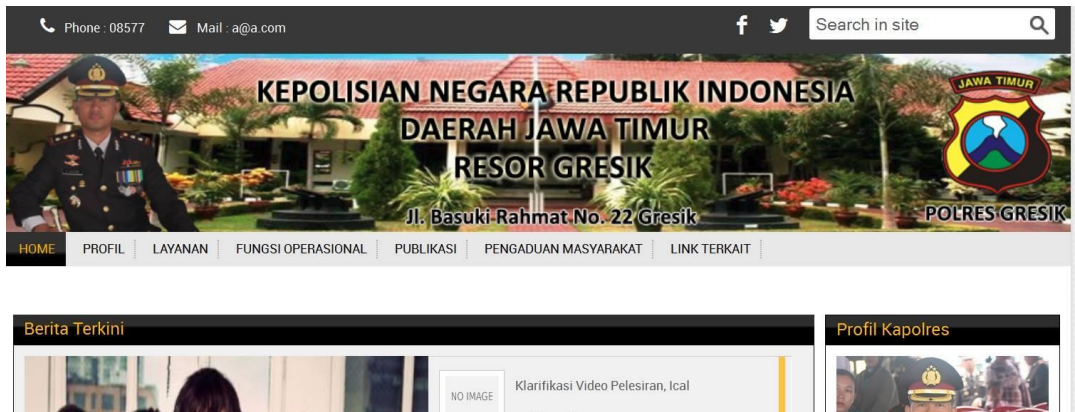 Phone : 08577 Mail : a@a.com
Search in site
KEPOLISIAN NEGARA REPUBLIK INDONESIA
DAERAH JAWA TIMUR
RESOR GRESIK
Jl. Basuki Rahmat No. 22 Gresik
JAWA TIMUR
POLRES GRESIK
HOME PROFIL LAYANAN FUNGSI OPERASIONAL PUBLIKASI PENGADUAN MASYARAKAT LINK TERKAIT
Berita Terkini
NO IMAGE
Klarifikasi Video Pelesiran, Ical
Profil Kapolres